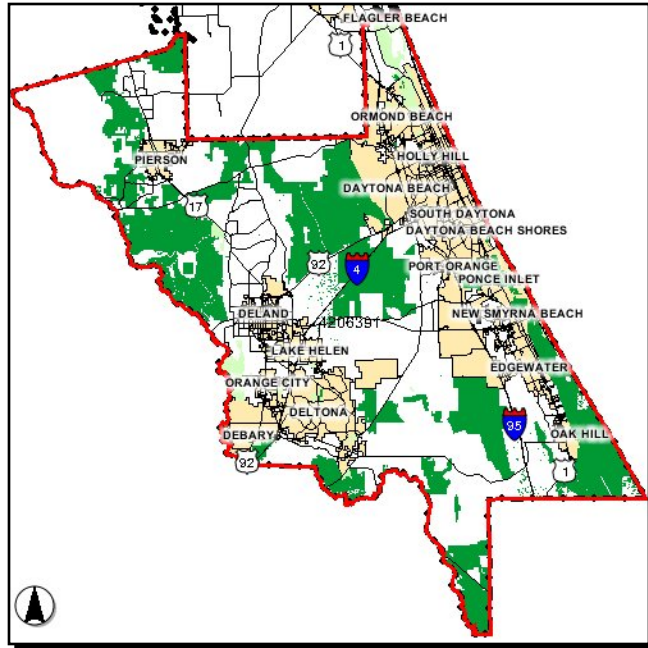 FLAGLER BEACH
1
ORMOND BEACH
HOLLY HILL
PIERSON
DAYTONA BEACH
17
SOUTH DAYTONA
DAYTONA BEACH SHORES
92
4
PORT ORANGE
PONCE INLET
DELAND
4206391
NEW SMYRNA BEACH
LAKE HELEN
EDGEWATER
ORANGE CITY
DELTONA
95
DEBARY
OAK HILL
92
1